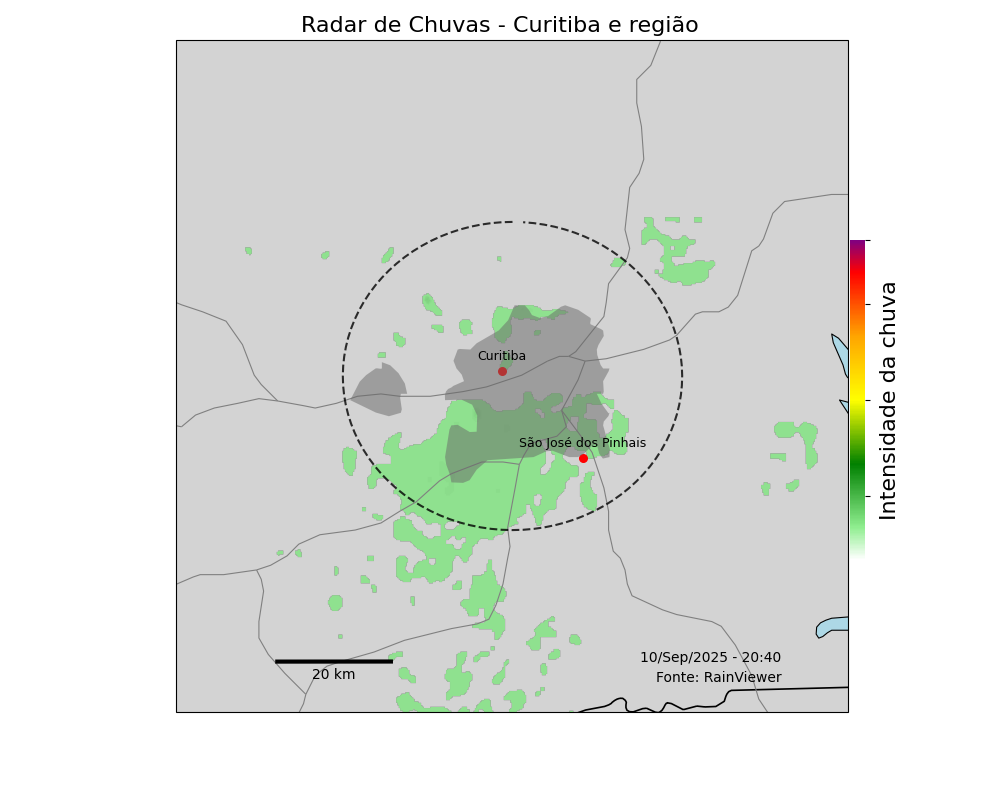 Radar de Chuvas - Curitiba e região
Curitiba
São José dos Pinhais
Intensidade da chuva
10/Sep/2025 - 20:40
Fonte: RainViewer
20 km